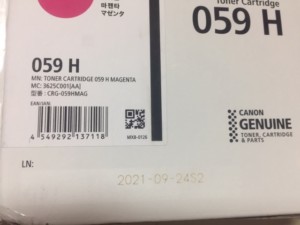 마젠타
マゼンタ
Toner Cartridge
059 H
059 H
MN: TONER CARTRIDGE 059 H MAGENTA
MC: 3625C001[AA]
型番 : CRG-059HMAG
EAN/JAN:
4 549292 137118
CANON
GENUINE
TONER, CARTRIDGE
& PARTS
LN:
2021-09-24S2